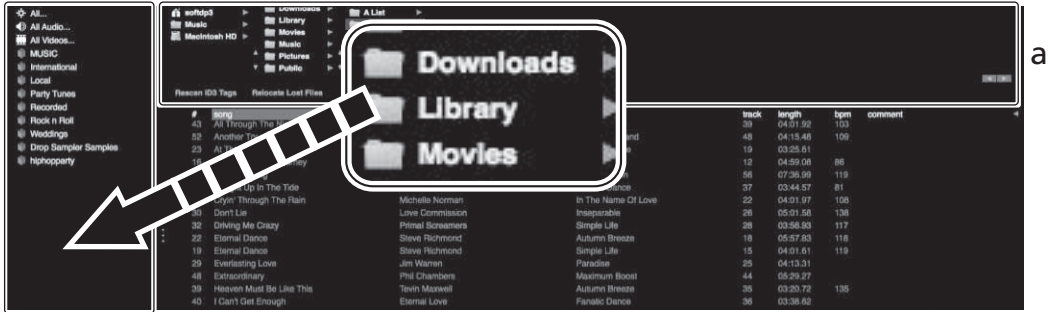 All...
All Audio...
All Videos...
MUSIC
International
Local
Party Tunes
Recorded
Rock n Roll
Weddings
Drop Sampler Samples
hiphopparty
softdp3
Music
Macintosh HD
Downloads
Library
Movies
Music
Pictures
Public
A List
Rescan ID3 Tags Relocate Lost Files
Downloads
Library
Movies
a
# song track length bpm comment
43 All Through The 39 04:01.92 103
52 Another 48 04:15.48 109
23 19 03:25.61
12 04:59.08 86
56 07:36.99 119
Up In The Tide Dance 37 03:44.57 81
Cryin' Through The Rain Michelle Norman In The Name Of Love 22 04:01.97 108
30 Don't Lie Love Commission Inseparable 26 05:01.58 138
32 Driving Me Crazy Primal Screamers Simple Life 28 03:56.93 117
22 Eternal Dance Steve Richmond Autumn Breeze 18 05:57.83 116
19 Eternal Dance Steve Richmond Simple Life 15 04:01.61 119
29 Everlasting Love Jim Warren Paradise 25 04:13.31
48 Extraordinary Phil Chambers Maximum Boost 44 05:29.27
39 Heaven Must Be Like This Tevin Maxwell Autumn Breeze 35 03:20.72 135
40 I Can't Get Enough Eternal Love Fanatic Dance 36 03:38.62